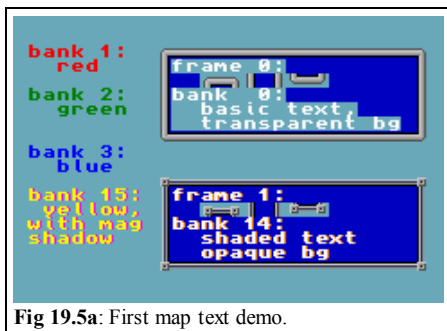 bank 1:
red
bank 2:
green
bank 3:
blue
bank 15:
yellow,
with mag
shadow
frame 0:
bank 0:
basic text,
transparent bg
frame 1:
bank 14:
shaded text
opaque bg
Fig 19.5a: First map text demo.